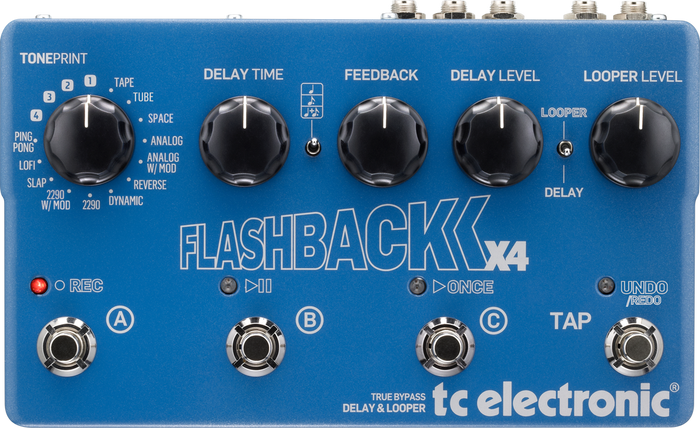 TONEPRINT
1
2
3
4
TAPE
TUBE
SPACE
ANALOG
ANALOG
W/ MOD
REVERSE
DYNAMIC
2290
2290
W/ MOD
SLAP
LOFI
PING
PONG
DELAY TIME
FEEDBACK
DELAY LEVEL
LOOPER LEVEL
LOOPER
DELAY
FLASHBACK X4
REC
ONCE
UNDO
/REDO
A
B
C
TAP
TRUE BYPASS
DELAY & LOOPER
tc electronic®